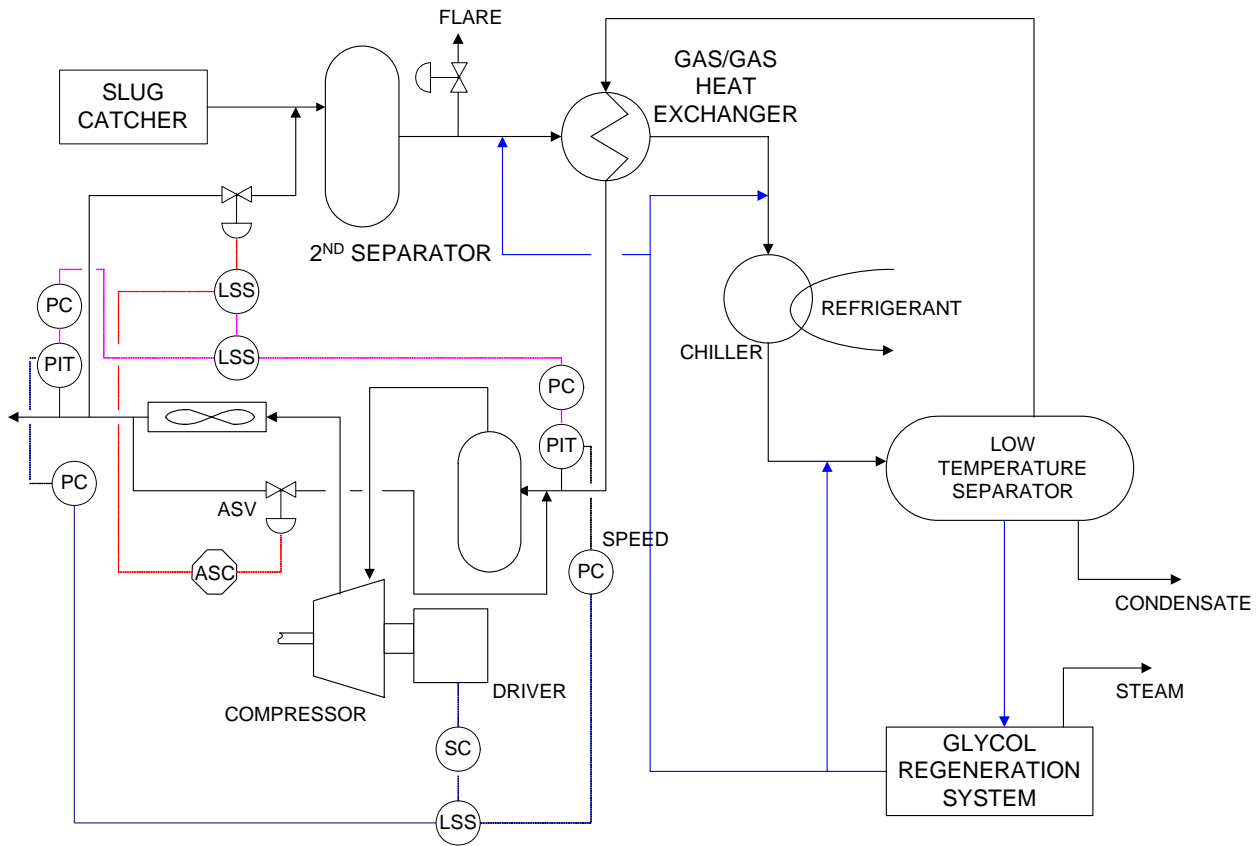 FLARE
SLUG
CATCHER
GAS/GAS
HEAT
EXCHANGER
2ND SEPARATOR
PC
LSS
REFRIGERANT
PIT
LSS
CHILLER
PC
PIT
LOW
TEMPERATURE
SEPARATOR
PC
ASV
SPEED
ASC
PC
CONDENSATE
DRIVER
STEAM
COMPRESSOR
SC
GLYCOL
REGENERATION
SYSTEM
LSS